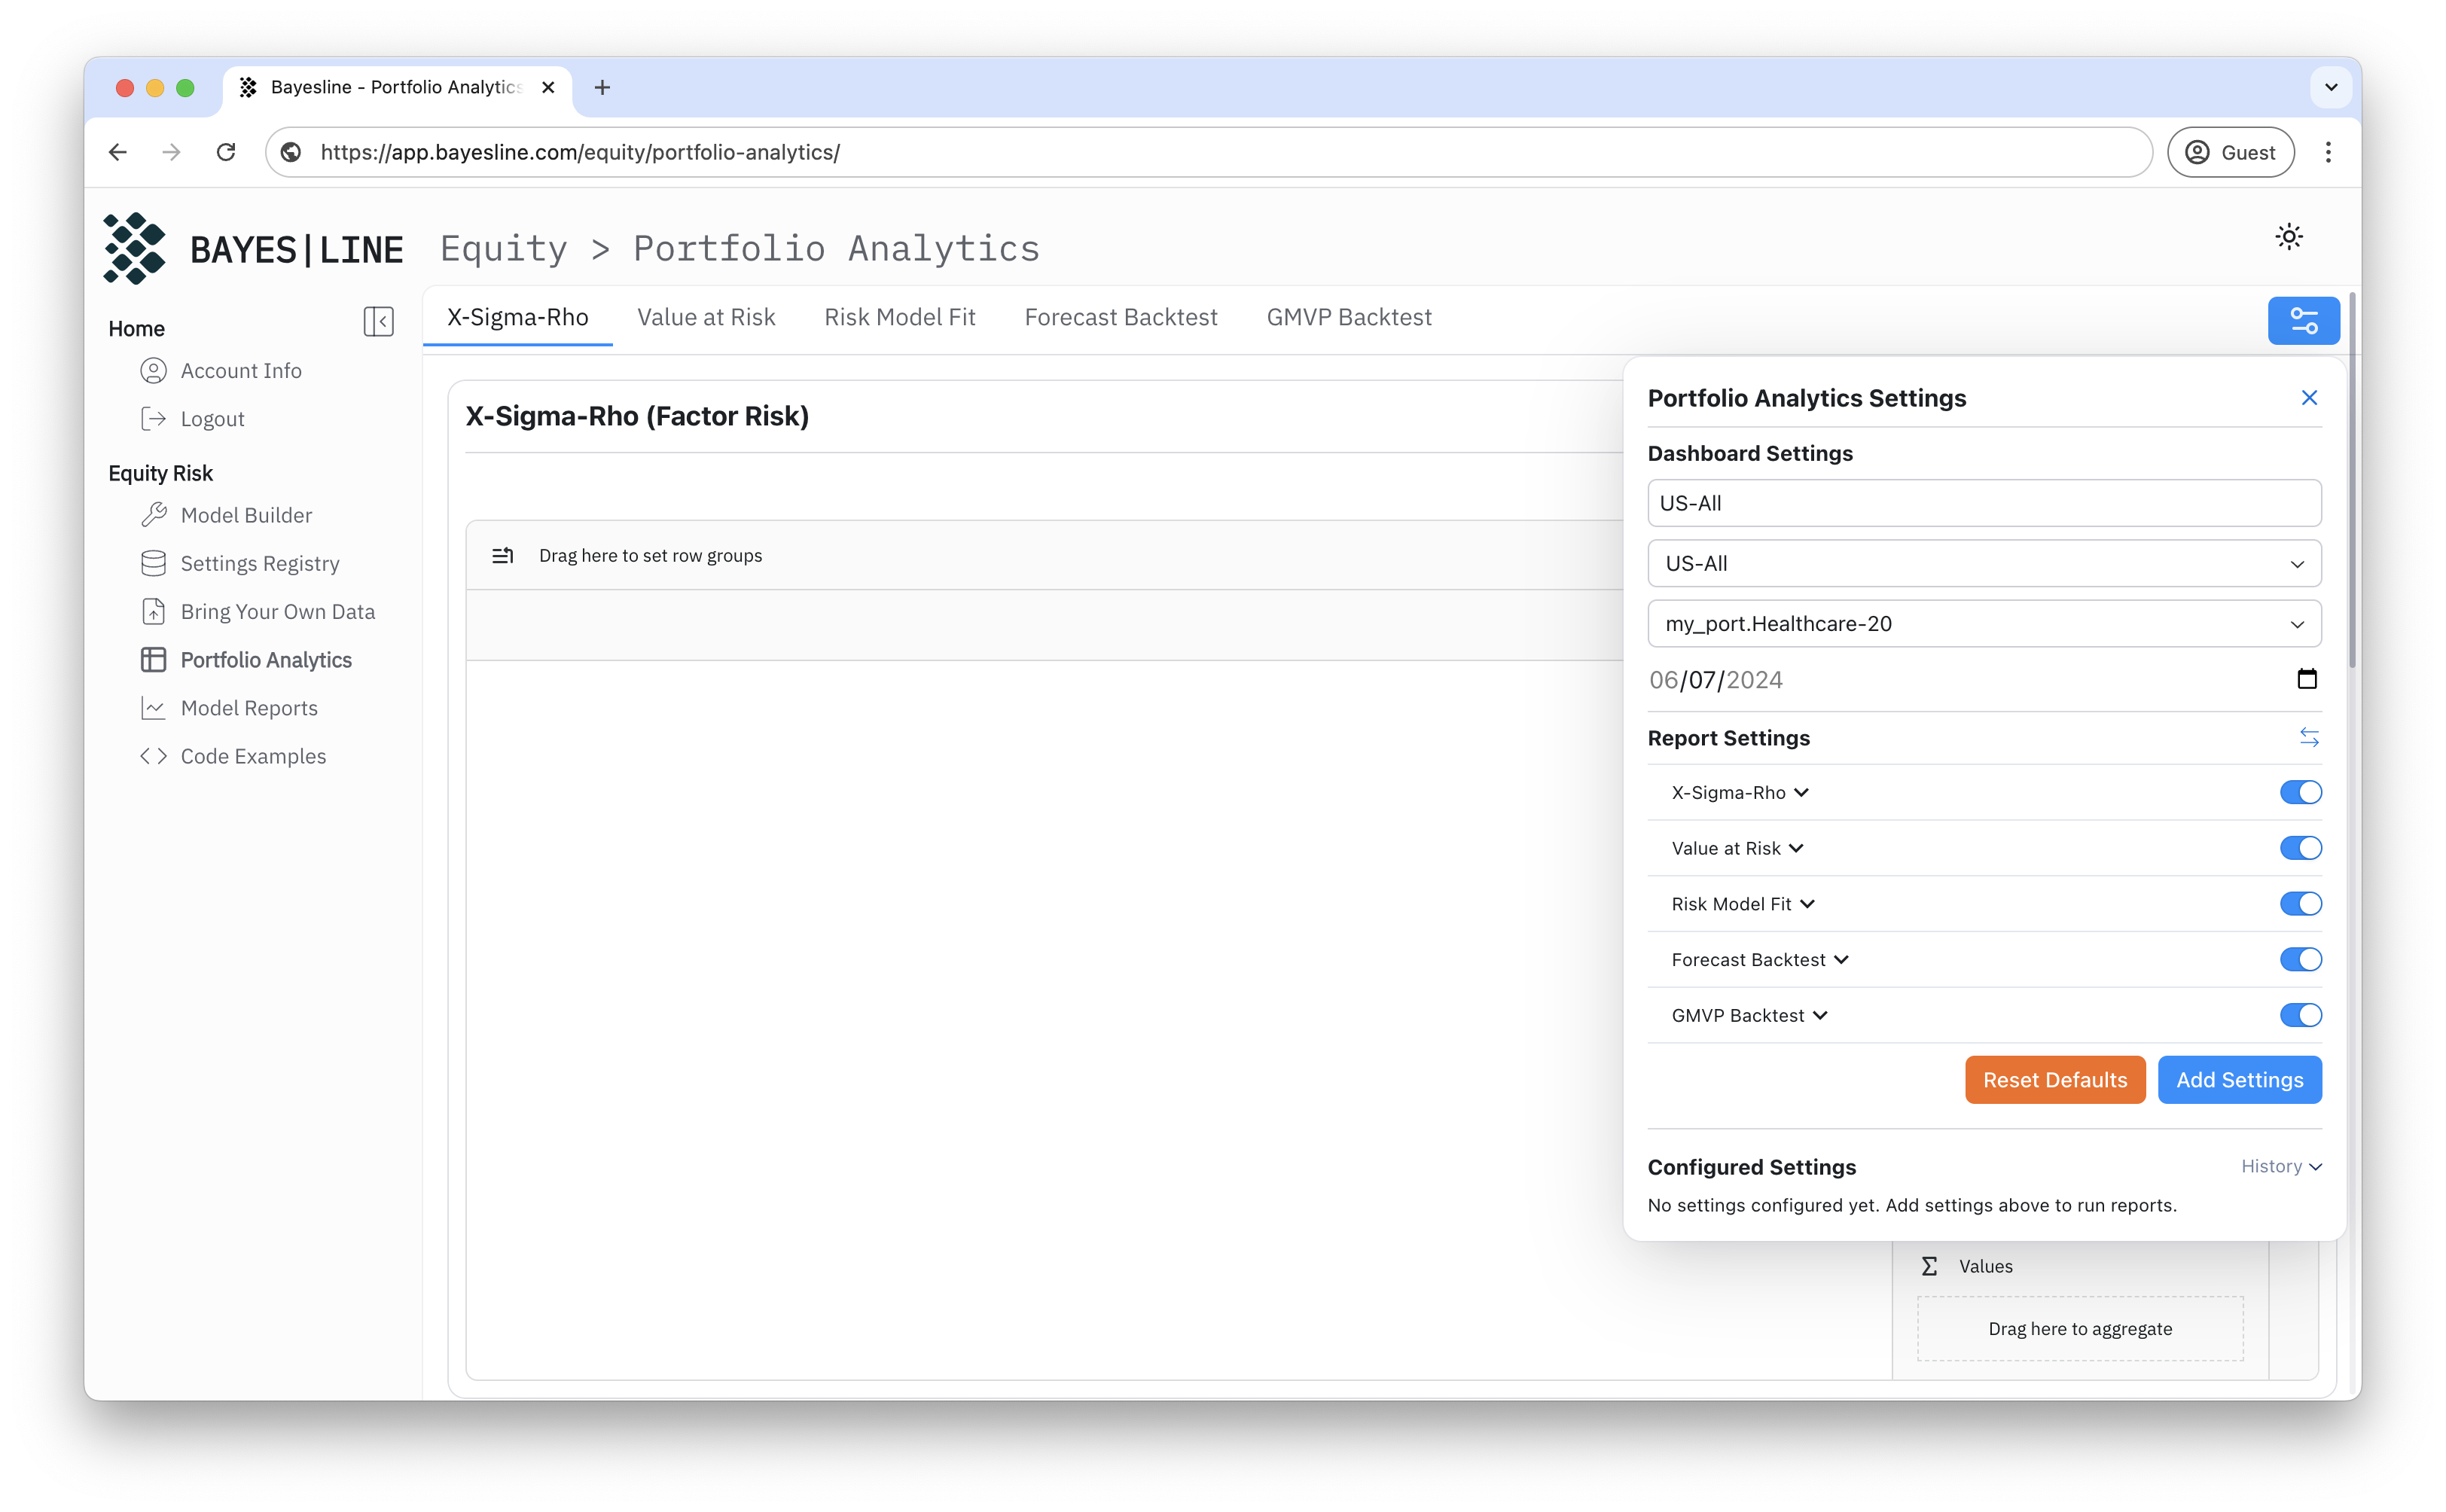 Bayesline - Portfolio Analytics
https://app.bayesline.com/equity/portfolio-analytics/
Guest
BAYES|LINE
Equity > Portfolio Analytics
Home
Account Info
Logout
Equity Risk
Model Builder
Settings Registry
Bring Your Own Data
Portfolio Analytics
Model Reports
Code Examples
X-Sigma-Rho
Value at Risk
Risk Model Fit
Forecast Backtest
GMVP Backtest
X-Sigma-Rho (Factor Risk)
Drag here to set row groups
Portfolio Analytics Settings
Dashboard Settings
US-All
US-All
my_port.Healthcare-20
06/07/2024
Report Settings
X-Sigma-Rho
Value at Risk
Risk Model Fit
Forecast Backtest
GMVP Backtest
Reset Defaults
Add Settings
Configured Settings
History
No settings configured yet. Add settings above to run reports.
Values
Drag here to aggregate